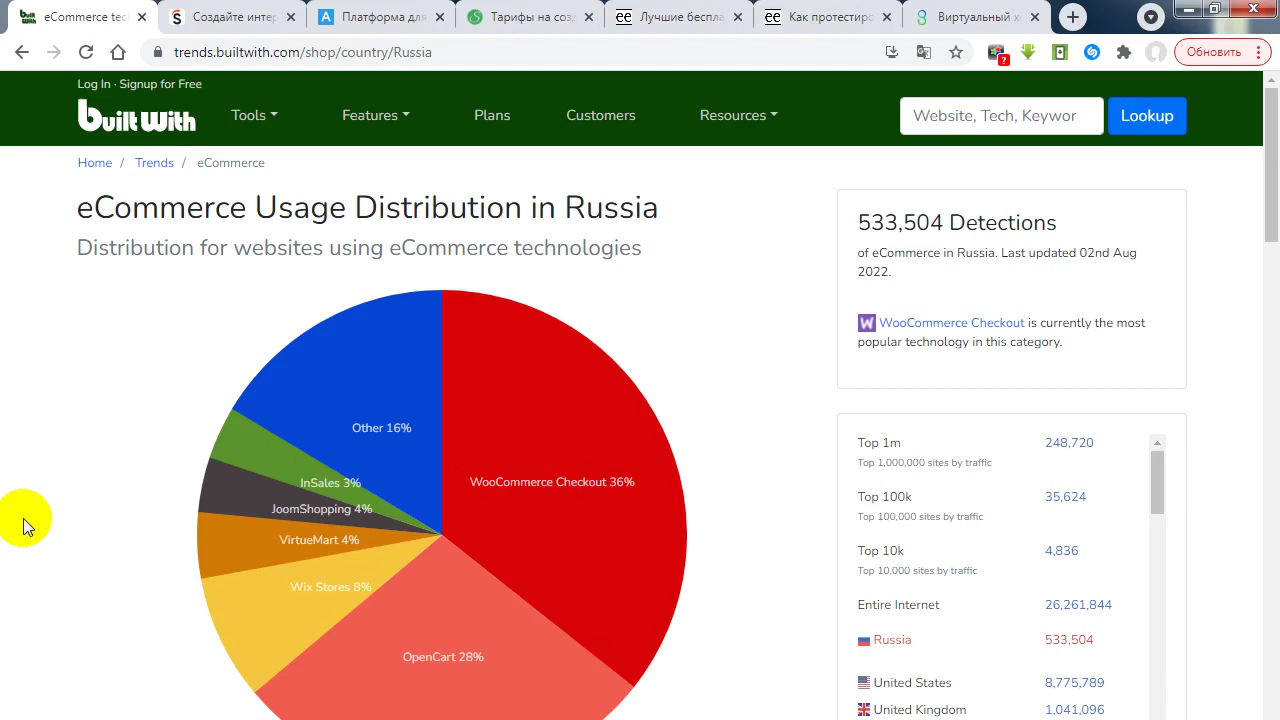 eCommerce tec
Создайте интер
Платформа для
Тарифы на со
Лучшие беспл
Как протестиро
Виртуальный х
trends.builtwith.com/shop/country/Russia
?
Обновить
Log In · Signup for Free
builtwith
Tools
Features
Plans
Customers
Resources
Website, Tech, Keywor
Lookup
Home / Trends / eCommerce
eCommerce Usage Distribution in Russia
Distribution for websites using eCommerce technologies
Other 16%
InSales 3%
JoomShopping 4%
VirtueMart 4%
Wix Stores 8%
OpenCart 28%
WooCommerce Checkout 36%
533,504 Detections
of eCommerce in Russia. Last updated 02nd Aug
2022.
WooCommerce Checkout is currently the most
popular technology in this category.
Top 1m 248,720
Top 1,000,000 sites by traffic
Top 100k 35,624
Top 100,000 sites by traffic
Top 10k 4,836
Top 10,000 sites by traffic
Entire Internet 26,261,844
Russia 533,504
United States 8,775,789
United Kingdom 1,041,096